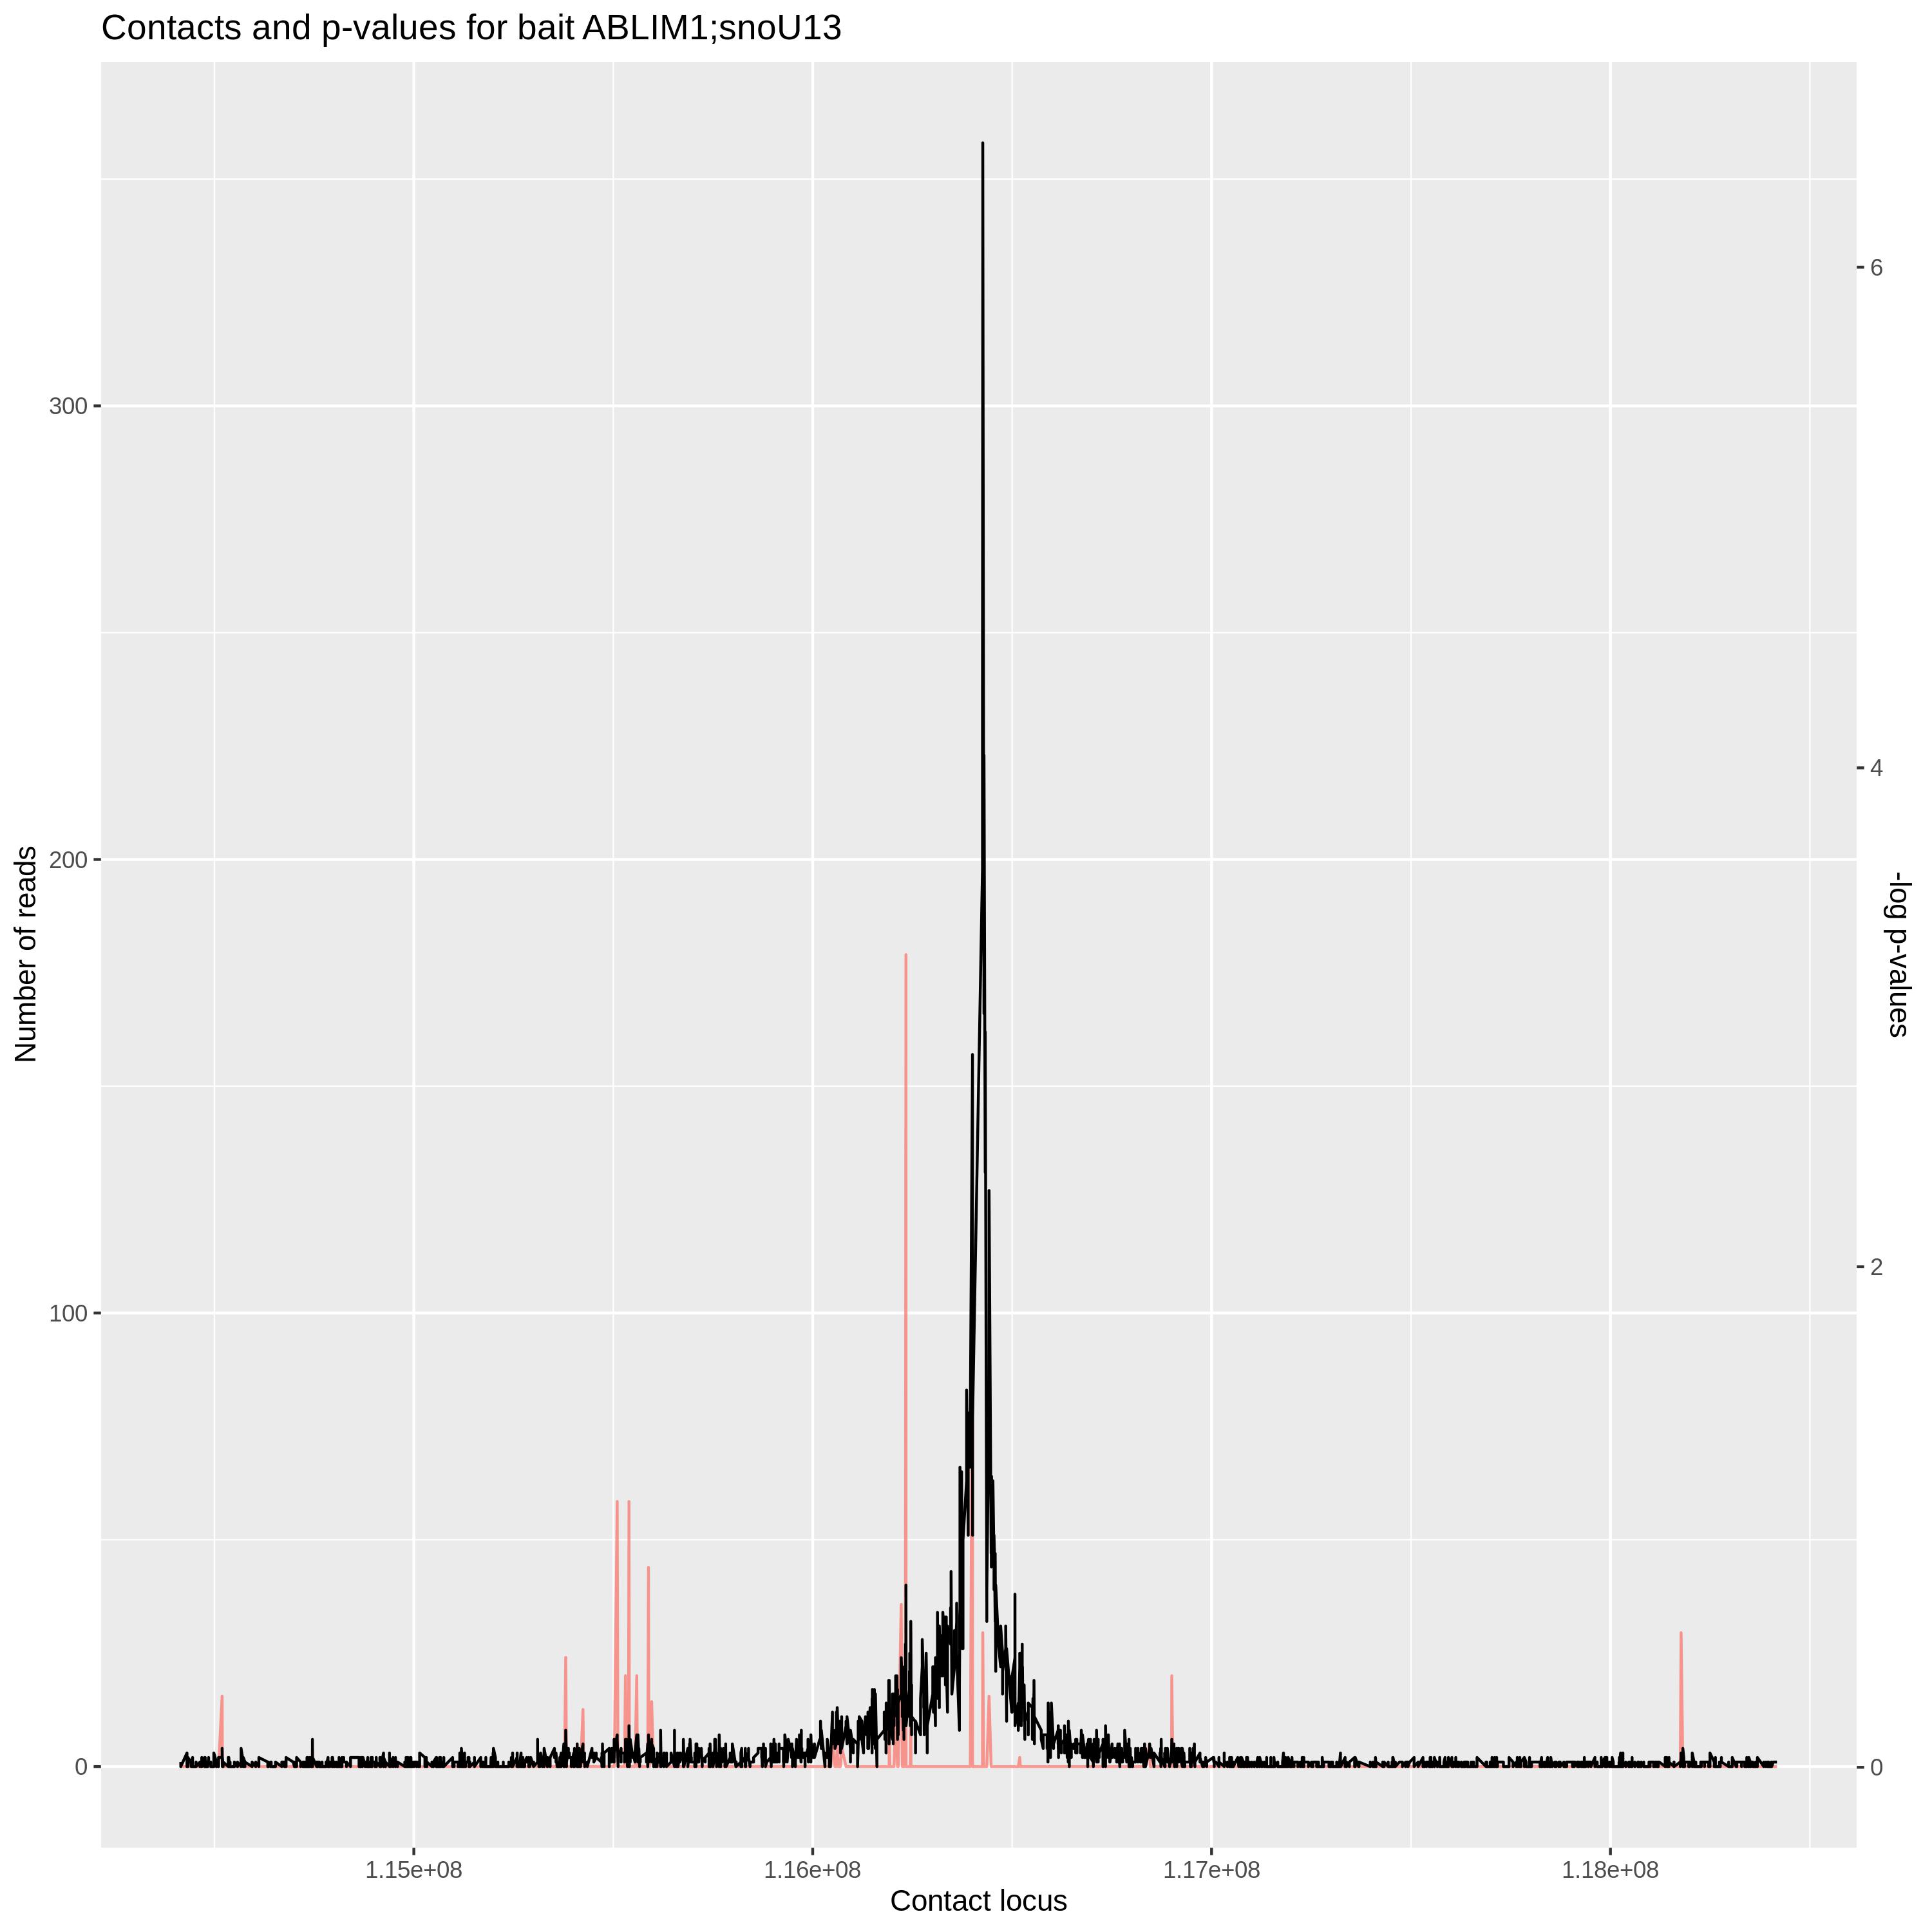 Contacts and p-values for bait ABLIM1;snoU13
300
200
100
0
Number of reads
6
4
2
0
-log p-values
1.15e+08
1.16e+08
1.17e+08
1.18e+08
Contact locus